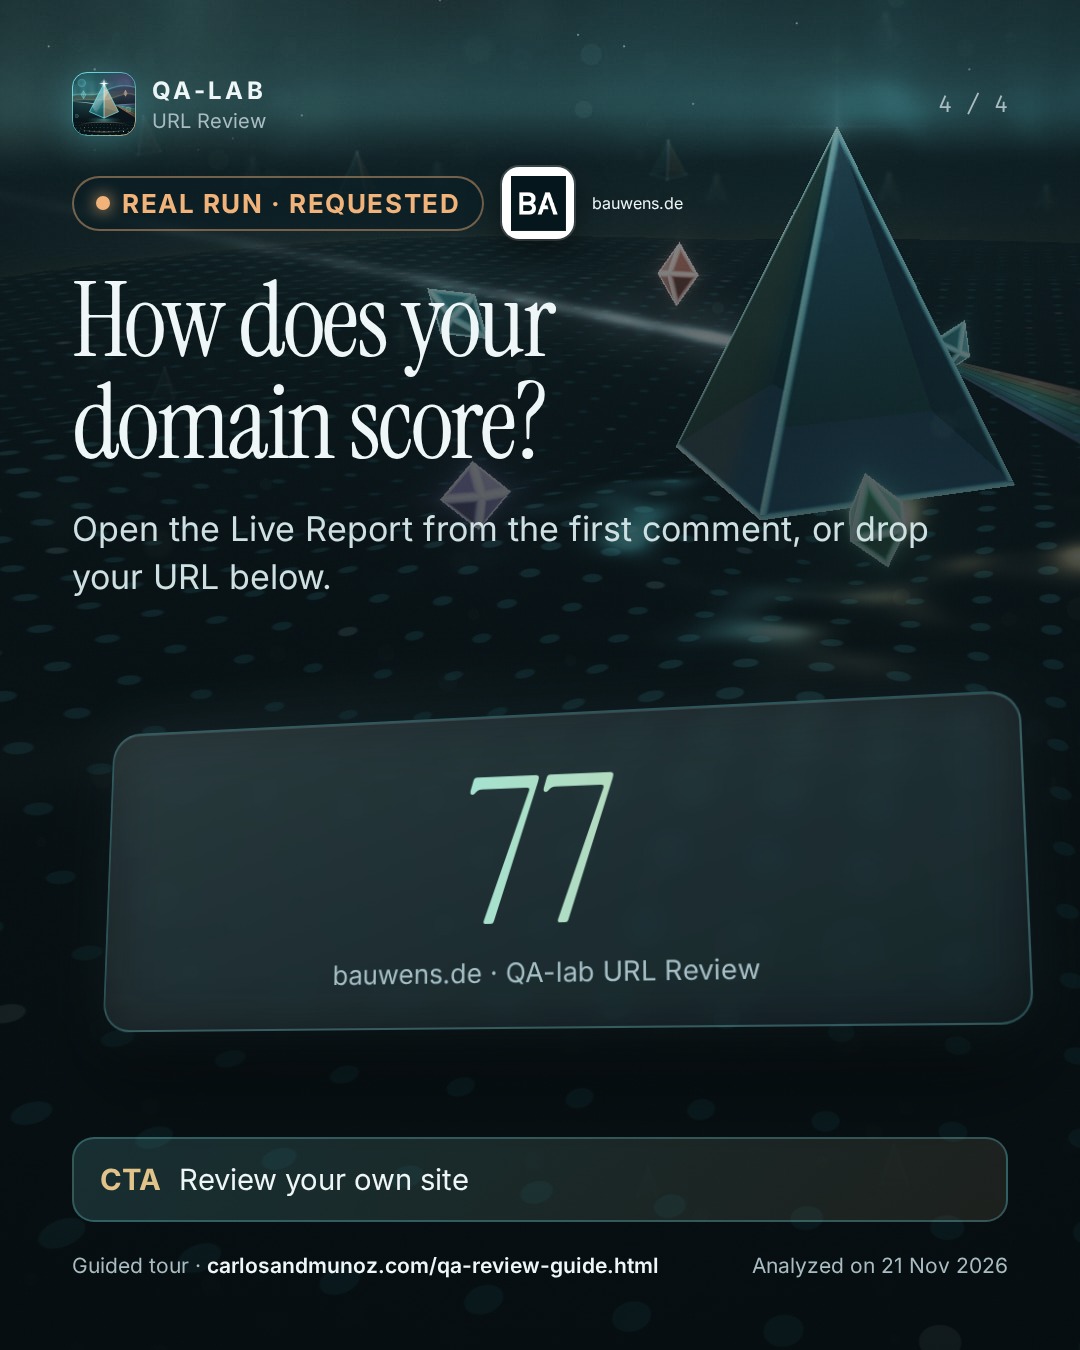 QA-LAB
URL Review
4 / 4
REAL RUN · REQUESTED
BA
bauwens.de
How does your
domain score?
Open the Live Report from the first comment, or drop
your URL below.
77
bauwens.de · QA-lab URL Review
CTA Review your own site
Guided tour · carlosandmunoz.com/qa-review-guide.html
Analyzed on 21 Nov 2026